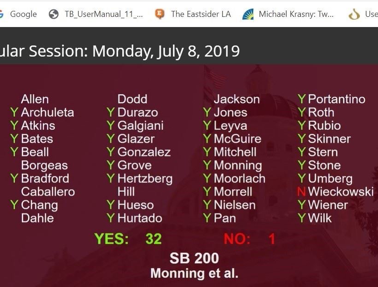 Google TB_UserManual_11_... The Eastsider LA Michael Krasny: Tw... Use
ular Session: Monday, July 8, 2019
Allen Dodd Jackson Y Portantino
Y Archuleta Y Durazo Y Jones Y Roth
Y Atkins Y Galgiani Y Leyva Y Rubio
Y Bates Y Glazer Y McGuire Y Skinner
Y Beall Y Gonzalez Y Mitchell Y Stern
Borgeas Y Grove Y Monning Y Stone
Y Bradford Y Hertzberg Y Moorlach Y Umberg
Caballero Hill Y Morrell N Wieckowski
Y Chang Y Hueso Y Nielsen Y Wiener
Dahle Y Hurtado Y Pan Y Wilk
YES: 32 NO: 1
SB 200
Monning et al.